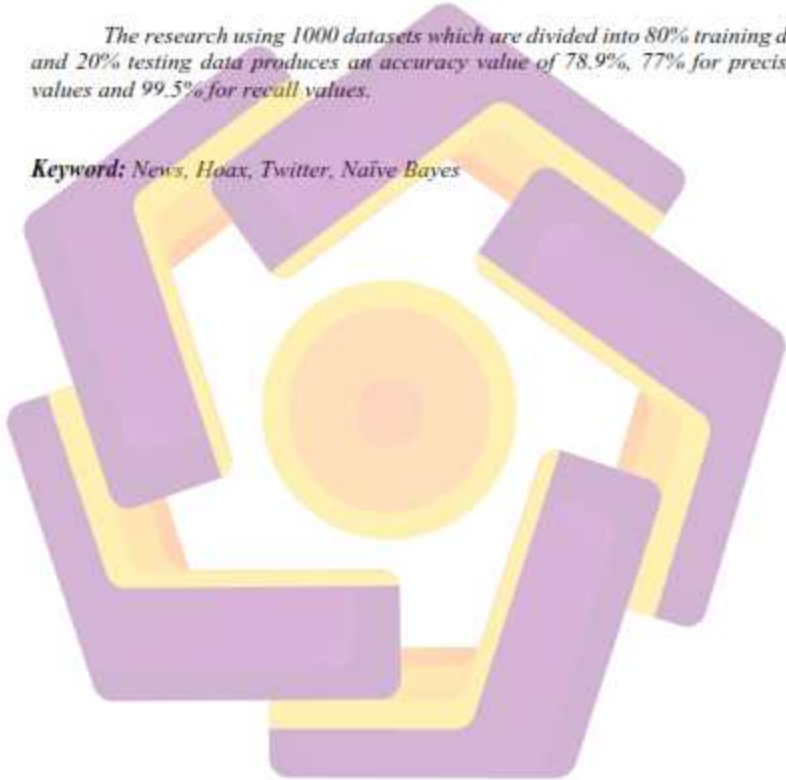 The research using 1000 datasets which are divided into 80% training d
and 20% testing data produces an accuracy value of 78.9%, 77% for precis
values and 99.5% for recall values.
Keyword: News, Hoax, Twitter, Naïve Bayes